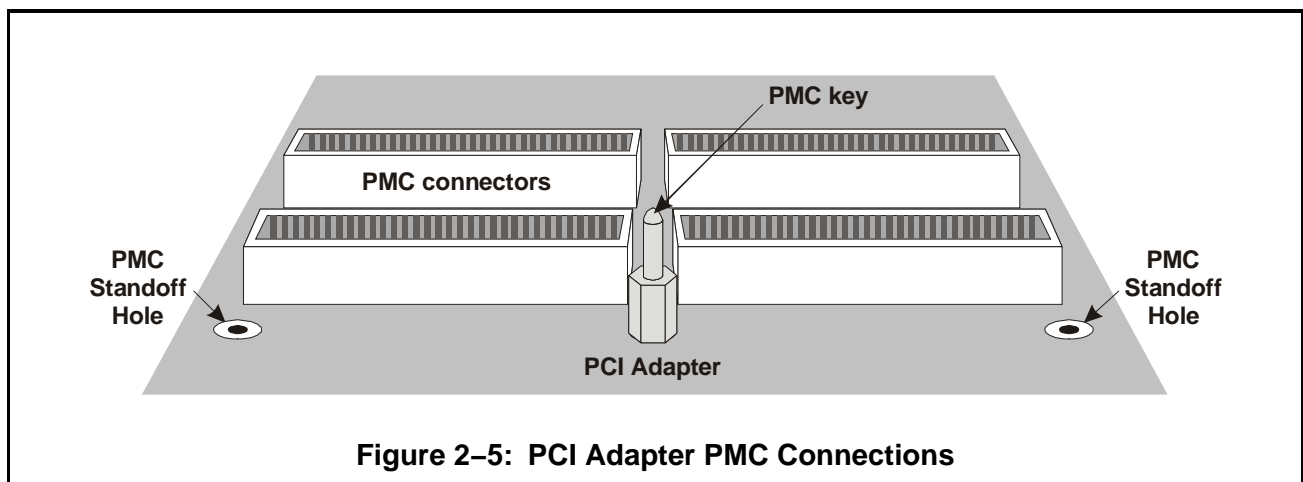 PMC key
PMC connectors
PMC
Standoff
Hole
PMC
Standoff
Hole
PCI Adapter
Figure 2–5: PCI Adapter PMC Connections